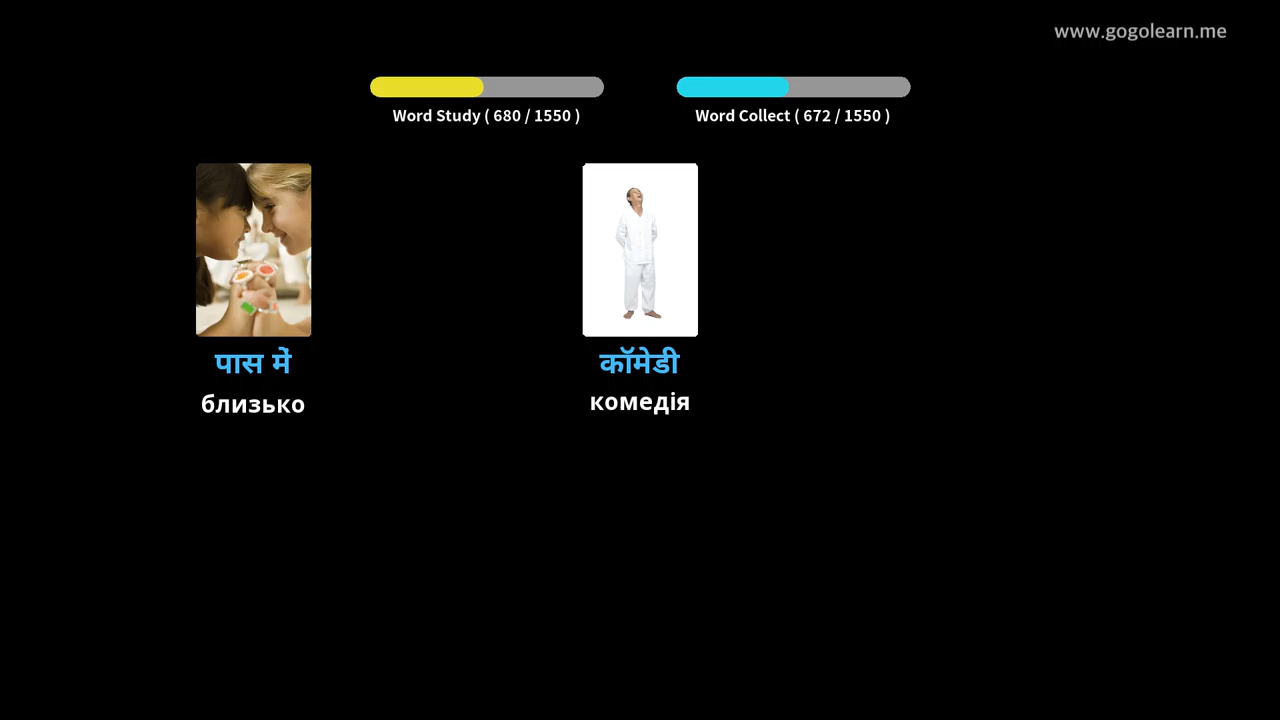 www.gogolearn.me
Word Study ( 680 / 1550 )
Word Collect ( 672 / 1550 )
पास में
близько
कॉमेडी
комедія